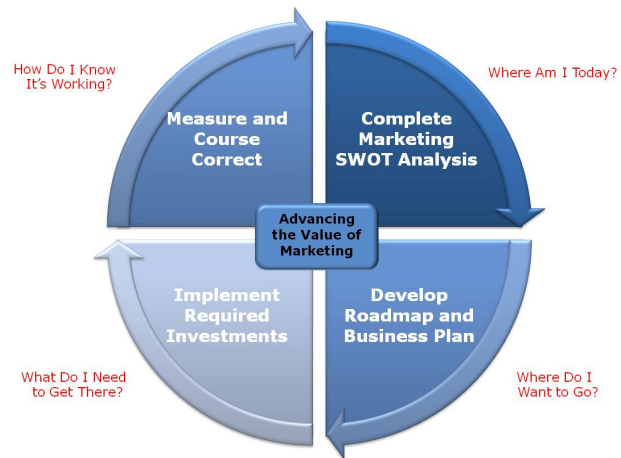 How Do I Know
It's Working?
Where Am I Today?
Measure and
Course
Correct
Complete
Marketing
SWOT Analysis
Advancing
the Value of
Marketing
Implement
Required
Investments
Develop
Roadmap and
Business Plan
What Do I Need
to Get There?
Where Do I
Want to Go?